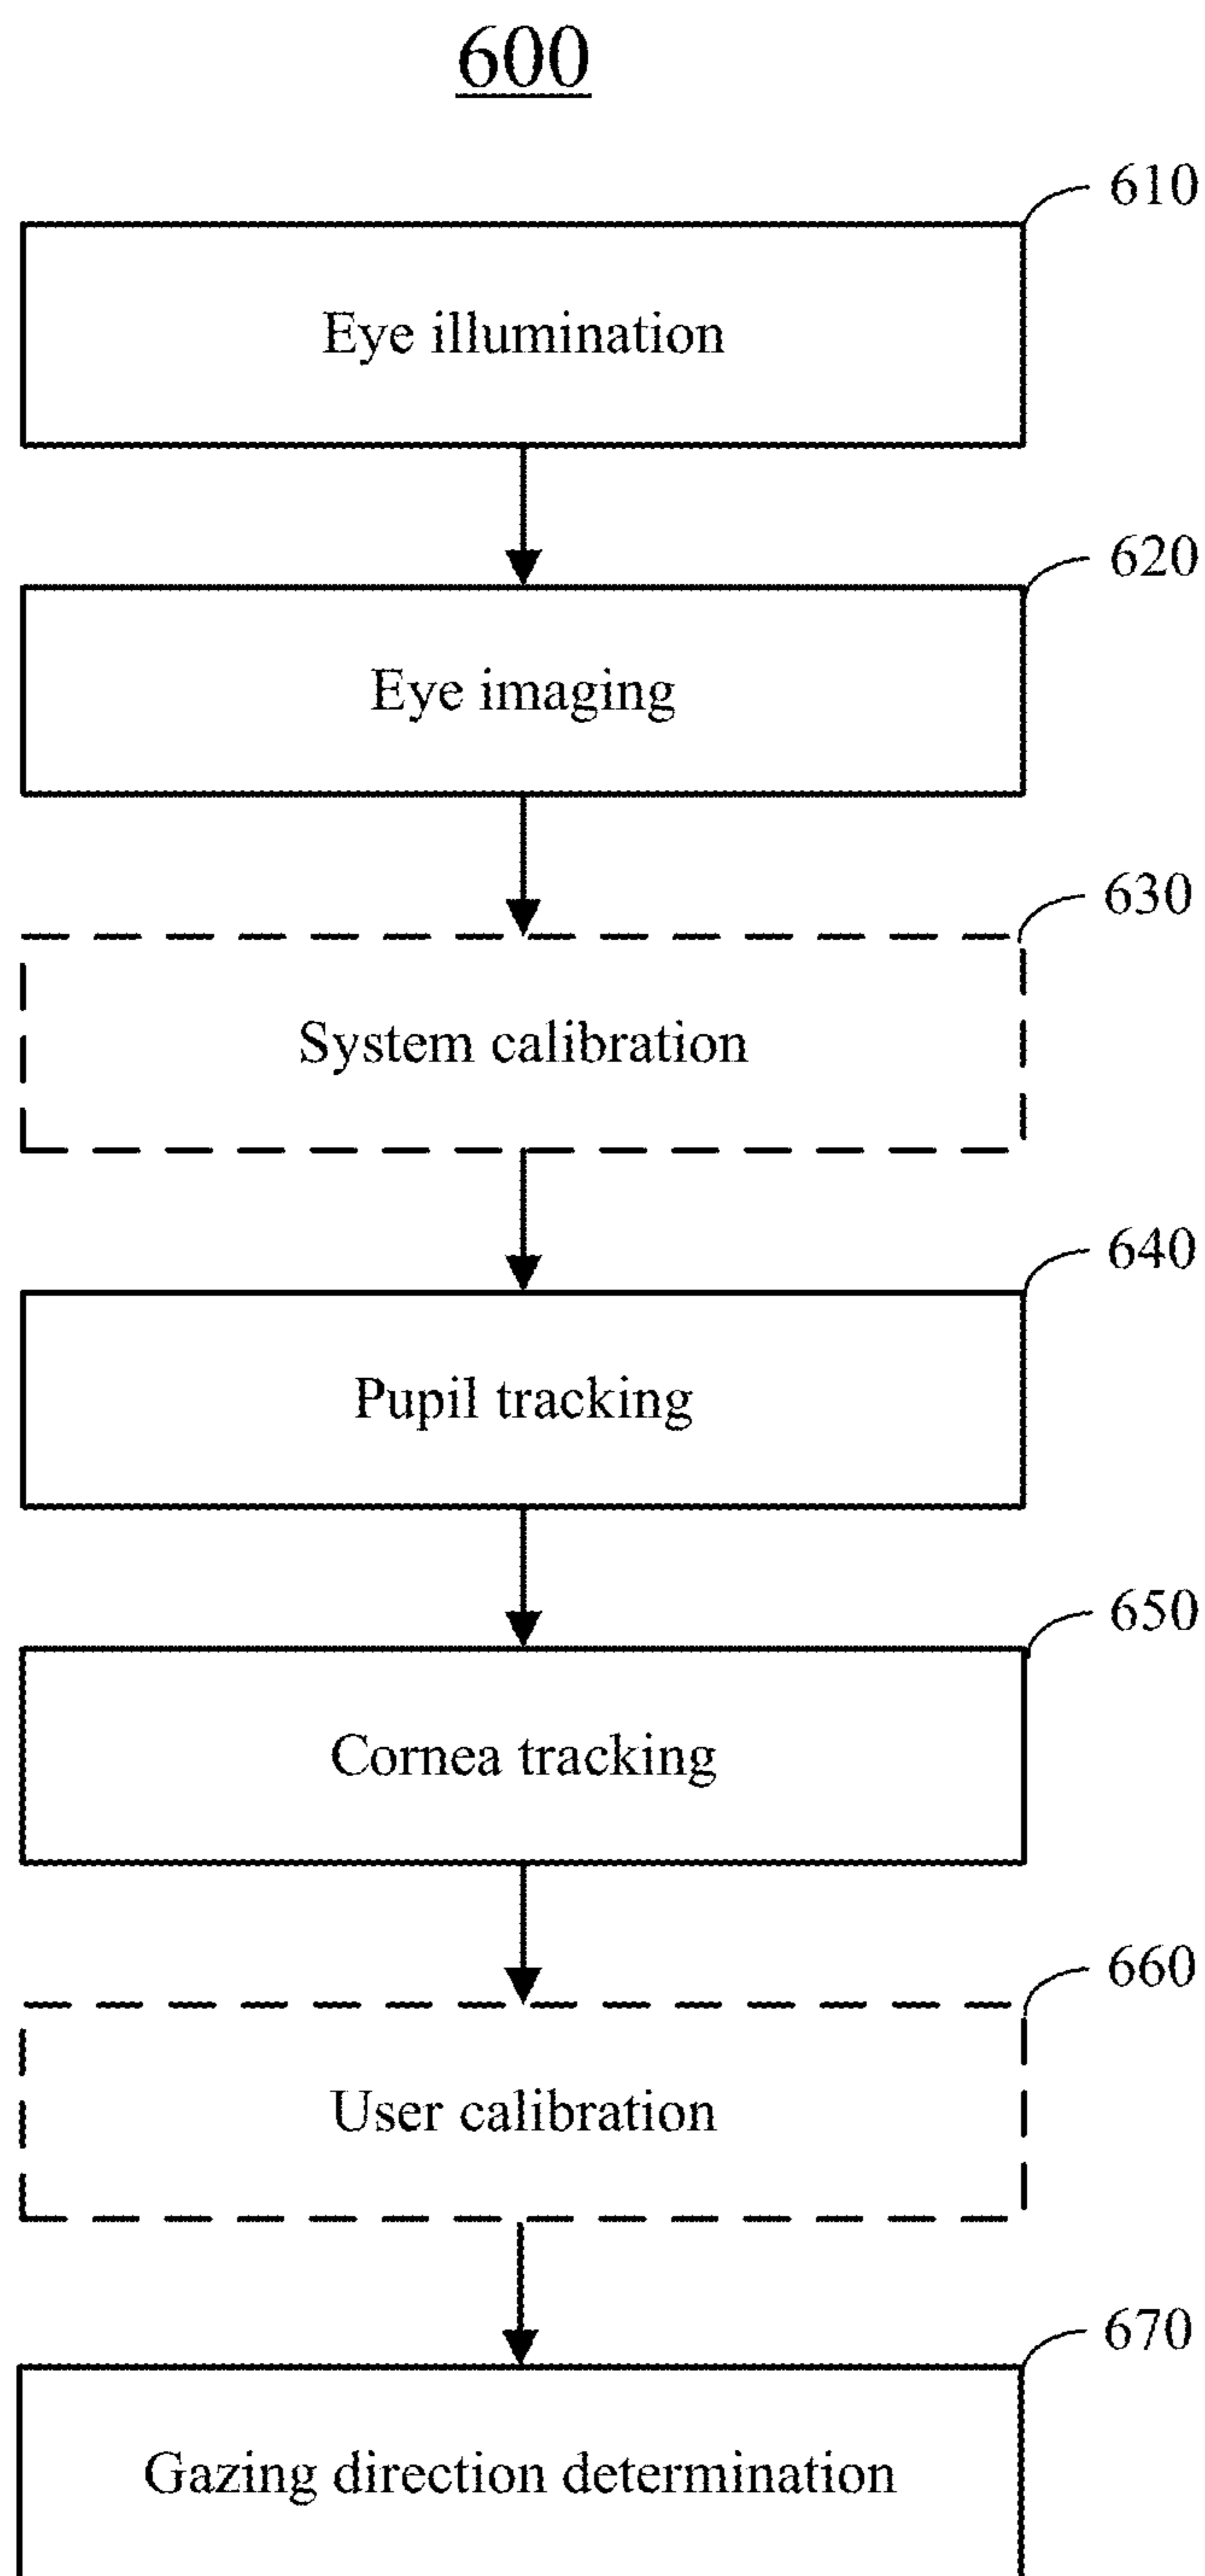 600
610
Eye illumination
620
Eye imaging
630
System calibration
640
Pupil tracking
650
Cornea tracking
660
User calibration
670
Gazing direction determination